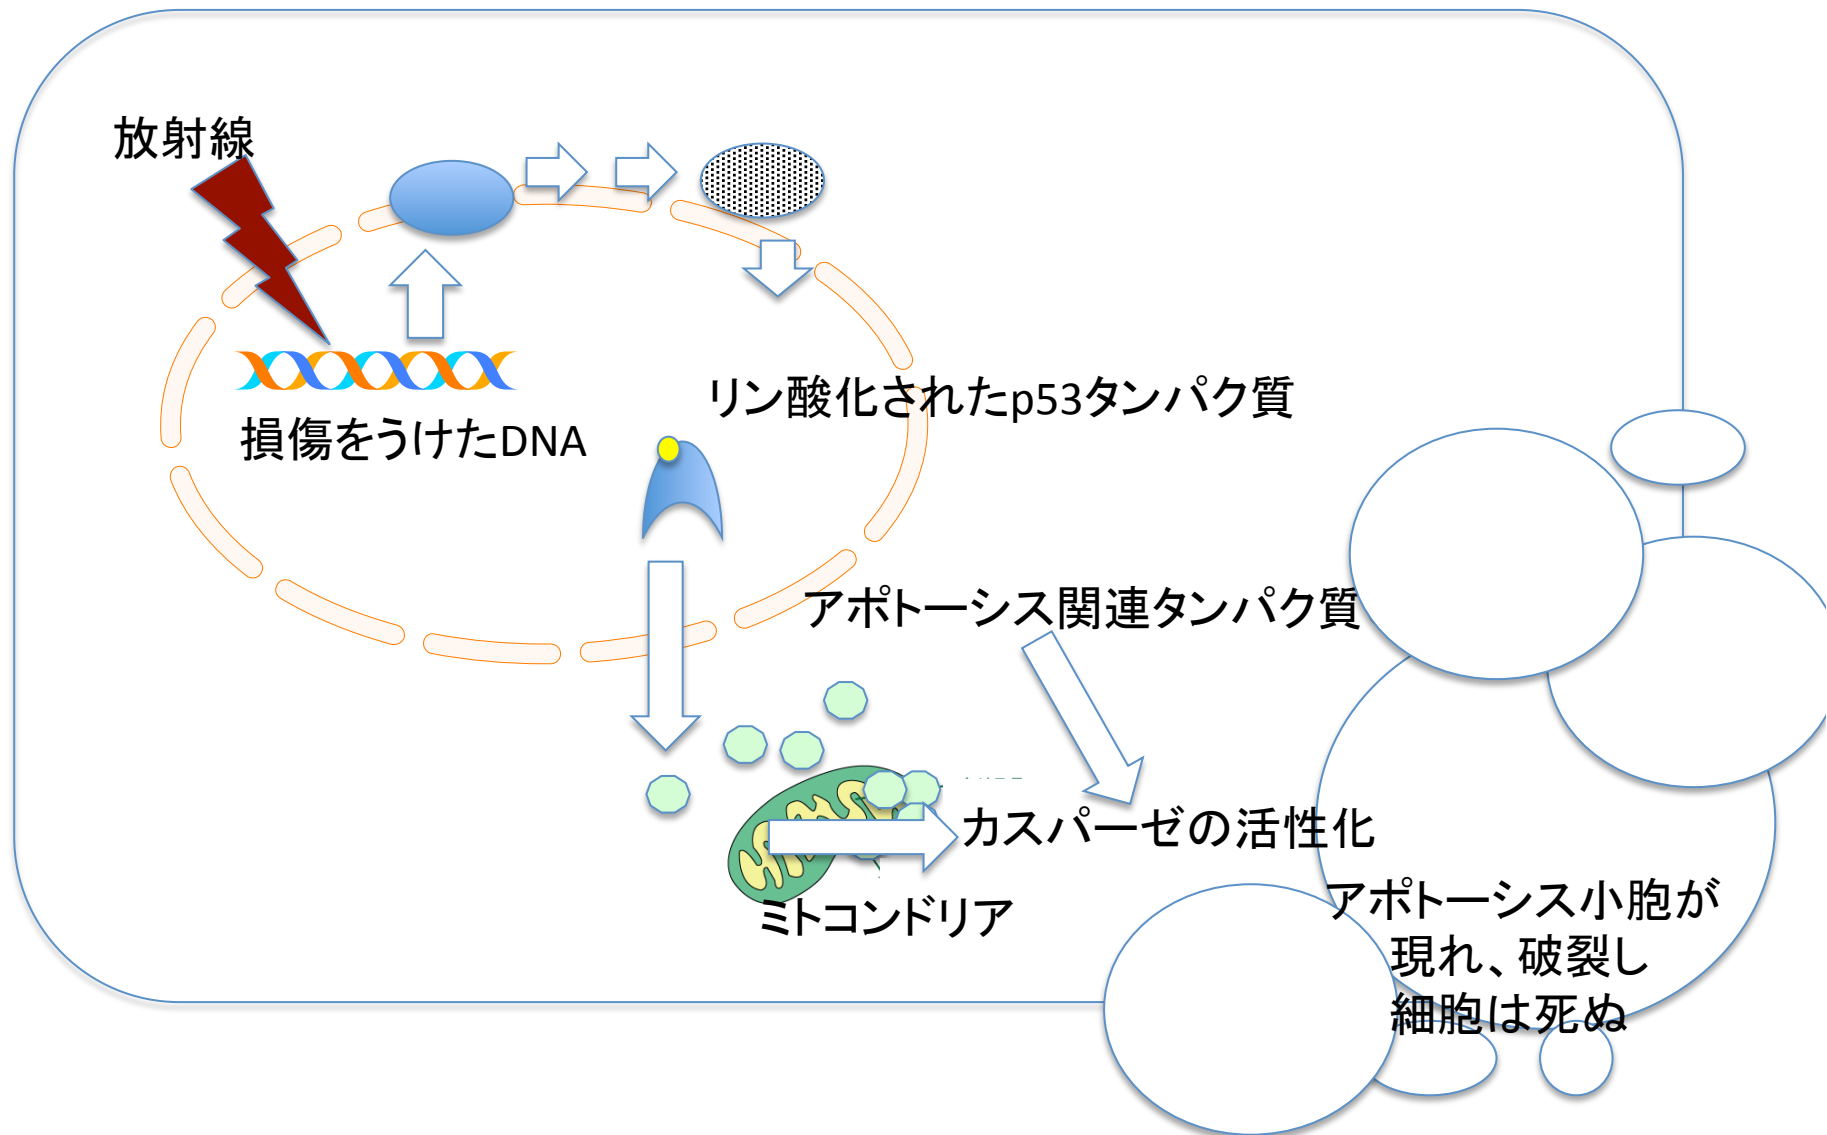 放射線
損傷をうけたDNA
リン酸化されたp53タンパク質
アポトーシス関連タンパク質
カスパーゼの活性化
ミトコンドリア
アポトーシス小胞が
現れ、破裂し
細胞は死ぬ